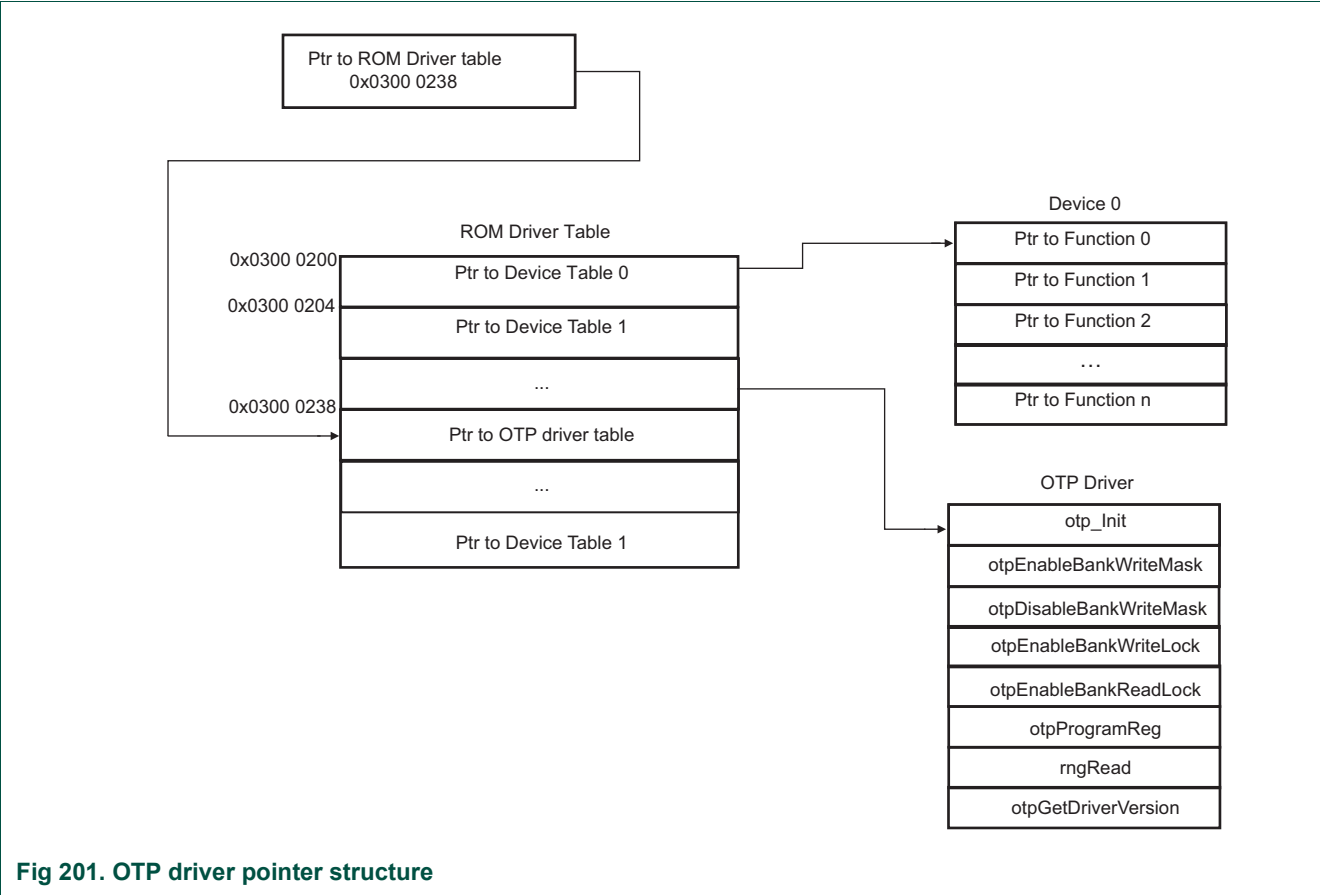 Ptr to ROM Driver table
0x0300 0238
ROM Driver Table
0x0300 0200
Ptr to Device Table 0
0x0300 0204
Ptr to Device Table 1
...
0x0300 0238
Ptr to OTP driver table
...
Ptr to Device Table 1
Device 0
Ptr to Function 0
Ptr to Function 1
Ptr to Function 2
...
Ptr to Function n
OTP Driver
otp_Init
otpEnableBankWriteMask
otpDisableBankWriteMask
otpEnableBankWriteLock
otpEnableBankReadLock
otpProgramReg
rngRead
otpGetDriverVersion
Fig 201. OTP driver pointer structure